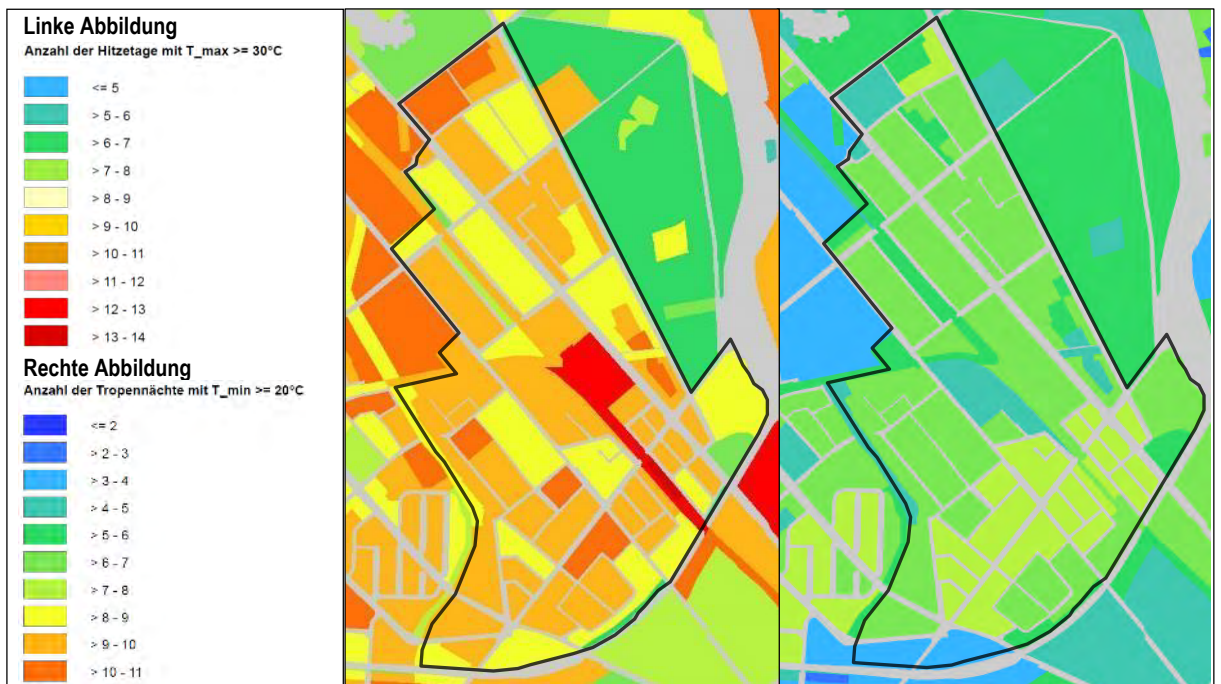 Linke Abbildung
Anzahl der Hitzetage mit T_max >= 30°C
<= 5
> 5 - 6
> 6 - 7
> 7 - 8
> 8 - 9
> 9 - 10
> 10 - 11
> 11 - 12
> 12 - 13
> 13 - 14
Rechte Abbildung
Anzahl der Tropennächte mit T_min >= 20°C
<= 2
> 2 - 3
> 3 - 4
> 4 - 5
> 5 - 6
> 6 - 7
> 7 - 8
> 8 - 9
> 9 - 10
> 10 - 11